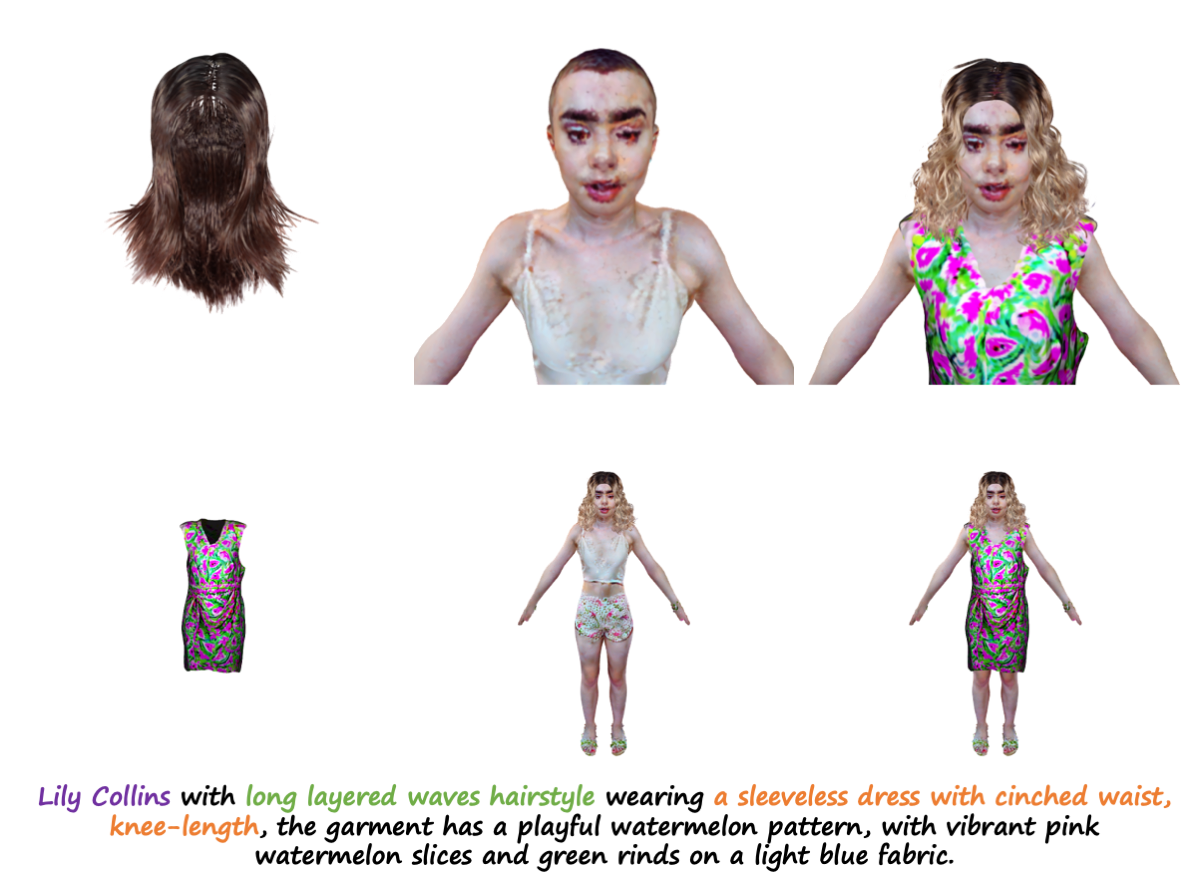 Lily Collins with long layered waves hairstyle wearing a sleeveless dress with cinched waist,
knee-length, the garment has a playful watermelon pattern, with vibrant pink
watermelon slices and green rinds on a light blue fabric.